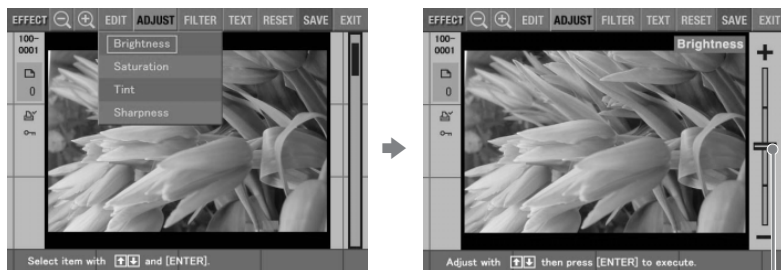 EFFECT EDIT ADJUST FILTER TEXT RESET SAVE EXIT
100-
0001
0
Brightness
Saturation
Tint
Sharpness
Select item with ↑↓ and [ENTER].
EFFECT EDIT ADJUST FILTER TEXT RESET SAVE EXIT
100-
0001
0
Brightness
+
−
Adjust with ↑↓ then press [ENTER] to execute.